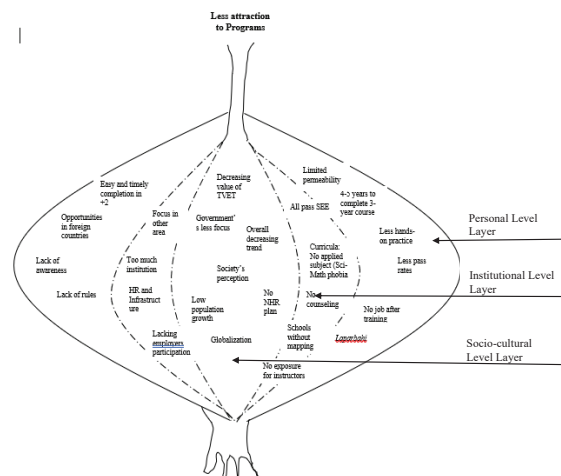 Less attraction
to Programs
Easy and timely
completion in
+2
Opportunities
in foreign
countries
Lack of
awareness
Lack of rules
Focus in
other
area
Too much
institution
HR and
Infrastruct
ure
Lacking
employers
participation
Decreasing
value of
TVET
Government'
s less focus
Overall
decreasing
trend
Society's
perception
Low
population
growth
No
NHR
plan
Globalization
Limited
permeability
All pass SEE
4-5 years to
complete 3-
year course
Curricula:
No applied
subject (Sci-
Math phobia
No
counseling
Schools
without
mapping
No exposure
for instructors
Less hands-
on practice
Less pass
rates
No job after
training
Personal Level
Layer
Institutional Level
Layer
Socio-cultural
Level Layer